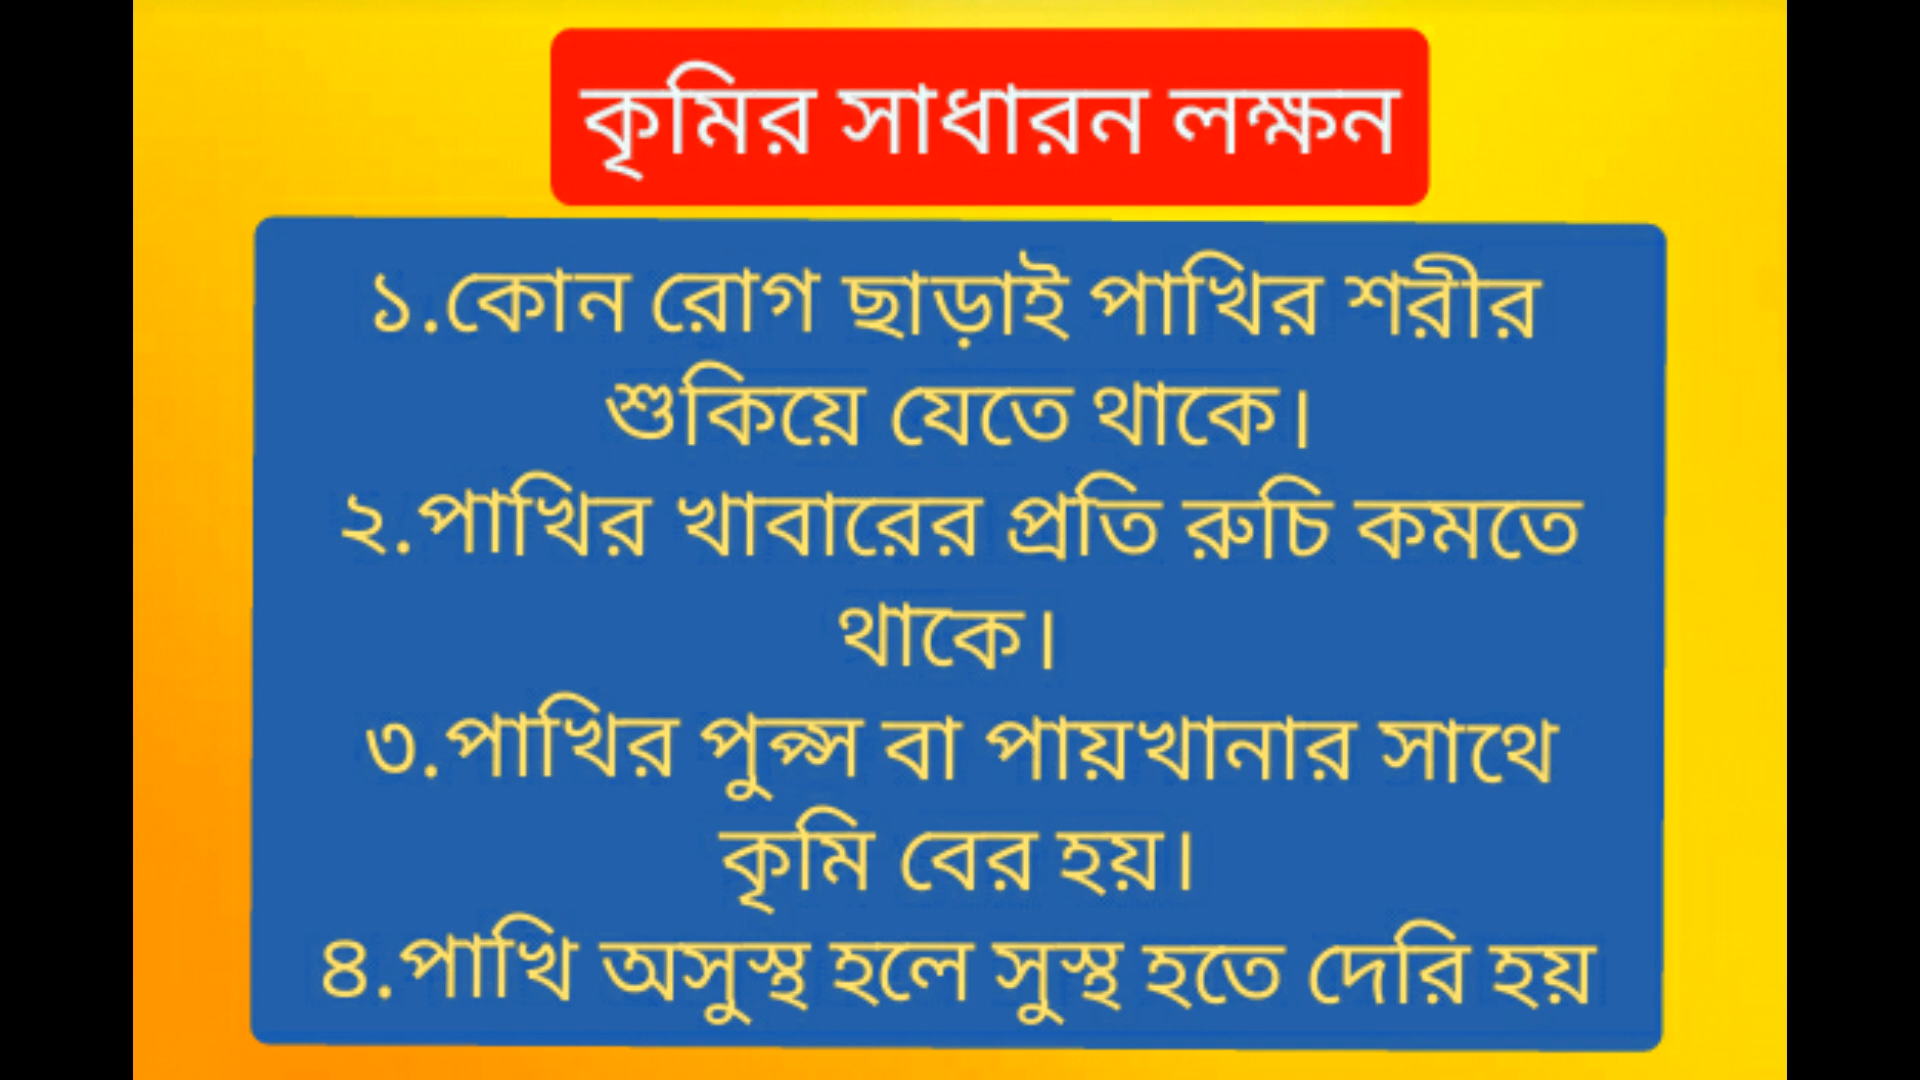 কৃমির সাধারন লক্ষন
১.কোন রোগ ছাড়াই পাখির শরীর
শুকিয়ে যেতে থাকে।
২.পাখির খাবারের প্রতি রুচি কমতে
থাকে।
৩.পাখির পুপ্স বা পায়খানার সাথে
কৃমি বের হয়।
৪.পাখি অসুস্থ হলে সুস্থ হতে দেরি হয়